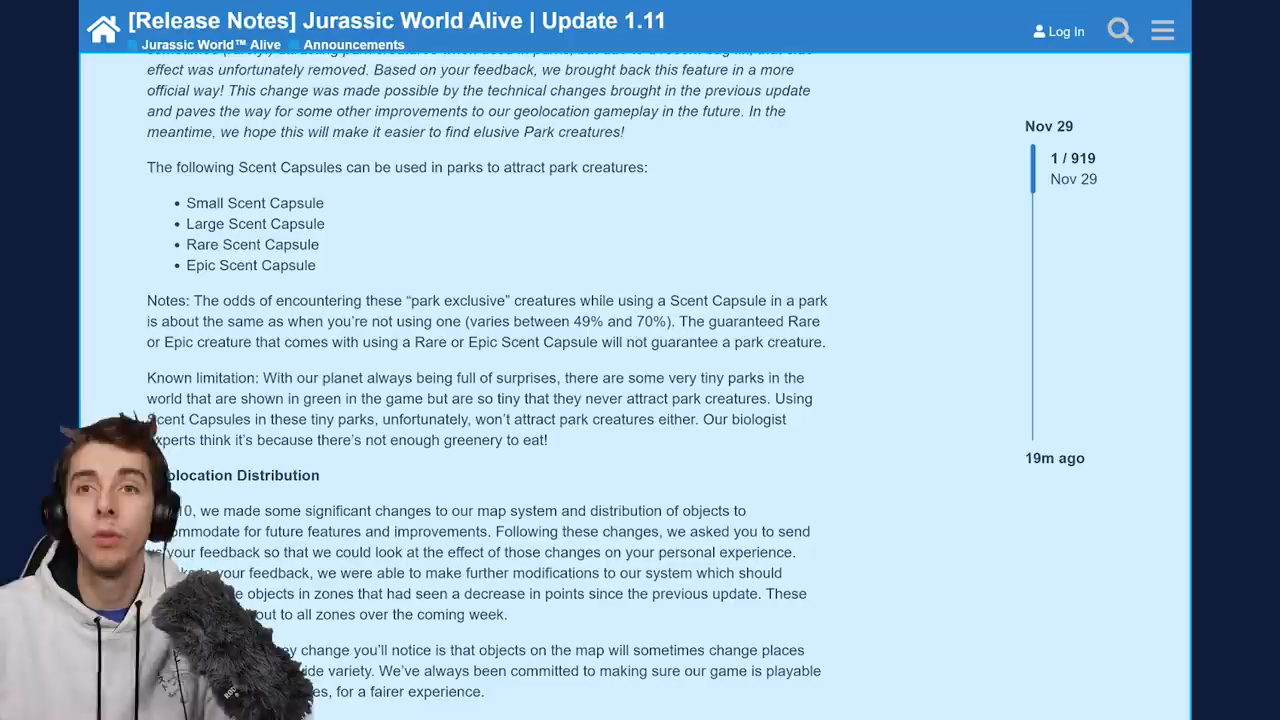 [Release Notes] Jurassic World Alive | Update 1.11
Jurassic World™ Alive Announcements
Log In
effect was unfortunately removed. Based on your feedback, we brought back this feature in a more
official way! This change was made possible by the technical changes brought in the previous update
and paves the way for some other improvements to our geolocation gameplay in the future. In the
meantime, we hope this will make it easier to find elusive Park creatures!
The following Scent Capsules can be used in parks to attract park creatures:
• Small Scent Capsule
• Large Scent Capsule
• Rare Scent Capsule
• Epic Scent Capsule
Notes: The odds of encountering these “park exclusive” creatures while using a Scent Capsule in a park
is about the same as when you’re not using one (varies between 49% and 70%). The guaranteed Rare
or Epic creature that comes with using a Rare or Epic Scent Capsule will not guarantee a park creature.
Known limitation: With our planet always being full of surprises, there are some very tiny parks in the
world that are shown in green in the game but are so tiny that they never attract park creatures. Using
Scent Capsules in these tiny parks, unfortunately, won’t attract park creatures either. Our biologist
experts think it’s because there’s not enough greenery to eat!
olocation Distribution
10, we made some significant changes to our map system and distribution of objects to
ommodate for future features and improvements. Following these changes, we asked you to send
us your feedback so that we could look at the effect of those changes on your personal experience.
your feedback, we were able to make further modifications to our system which should
objects in zones that had seen a decrease in points since the previous update. These
out to all zones over the coming week.
change you’ll notice is that objects on the map will sometimes change places
variety. We’ve always been committed to making sure our game is playable
for a fairer experience.
Nov 29
1 / 919
Nov 29
19m ago